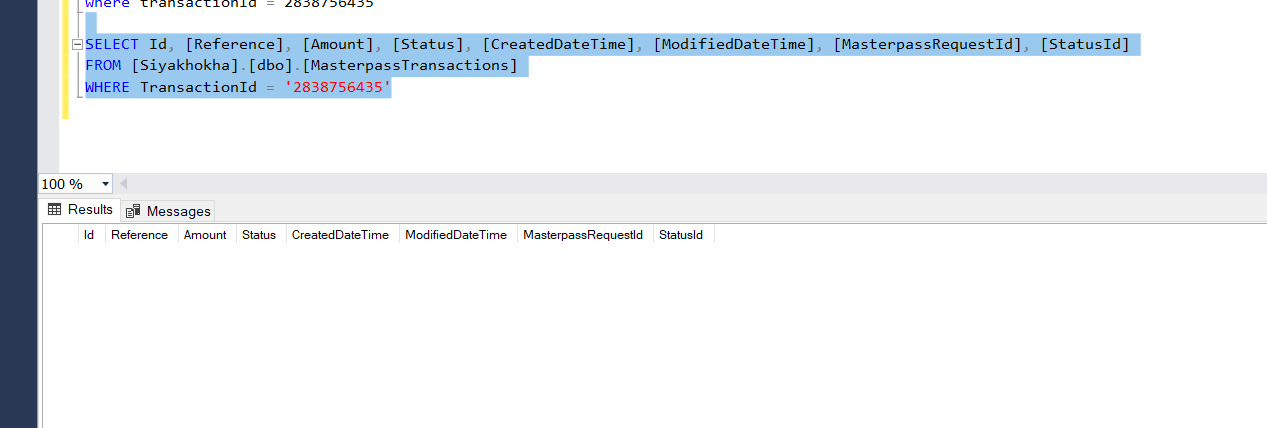 where transactionId = 2838756435
SELECT Id, [Reference], [Amount], [Status], [CreatedDateTime], [ModifiedDateTime], [MasterpassRequestId], [StatusId]
FROM [Siyakhokha].[dbo].[MasterpassTransactions]
WHERE TransactionId = '2838756435'
100 %
Results Messages
Id Reference Amount Status CreatedDateTime ModifiedDateTime MasterpassRequestId StatusId